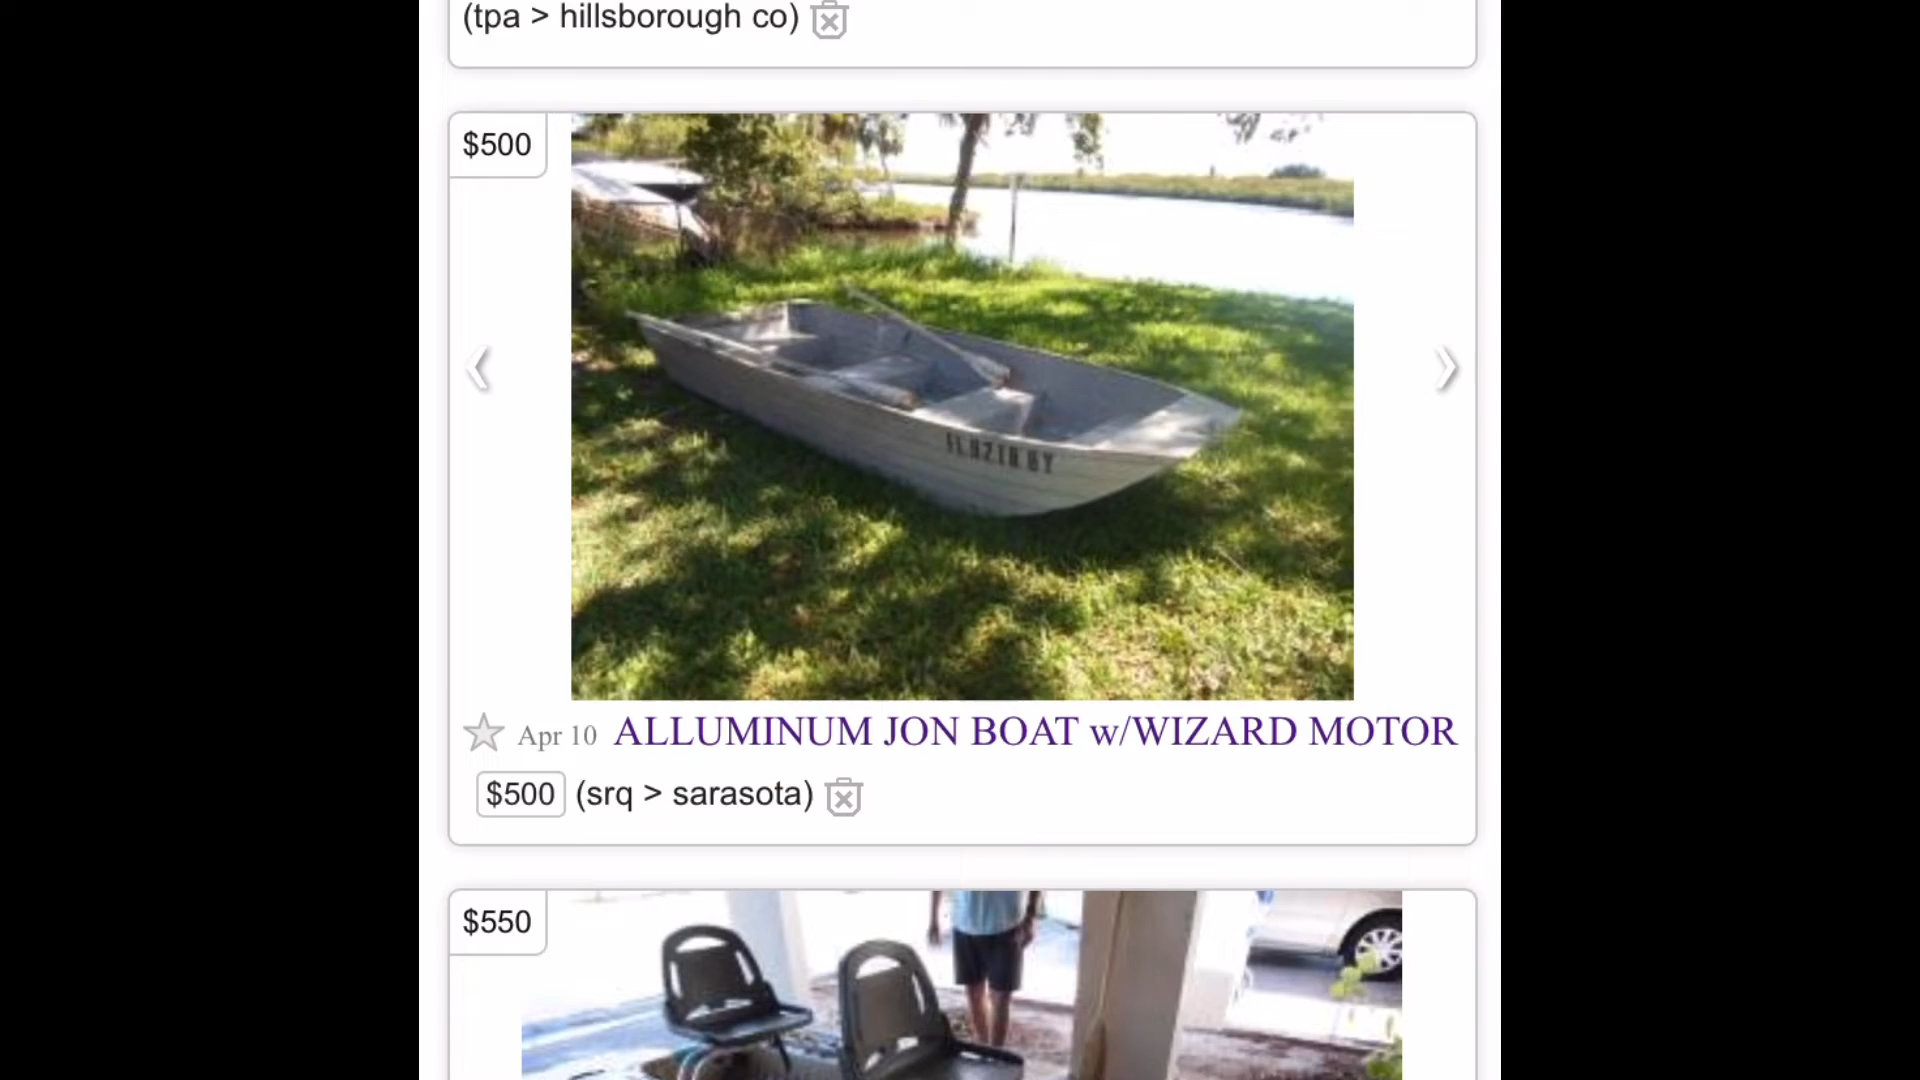 (tpa > hillsborough co)
$500
Apr 10 ALLUMINUM JON BOAT w/WIZARD MOTOR
$500 (srq > sarasota)
$550